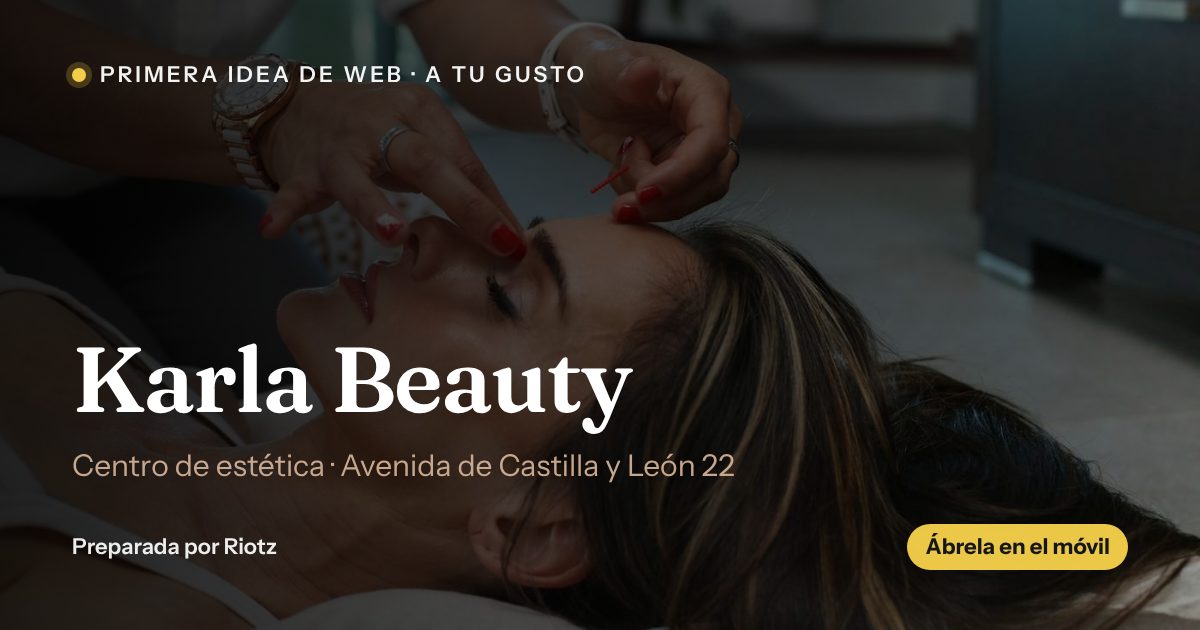 PRIMERA IDEA DE WEB · A TU GUSTO
Karla Beauty
Centro de estética · Avenida de Castilla y León 22
Preparada por Riotz
Ábrela en el móvil